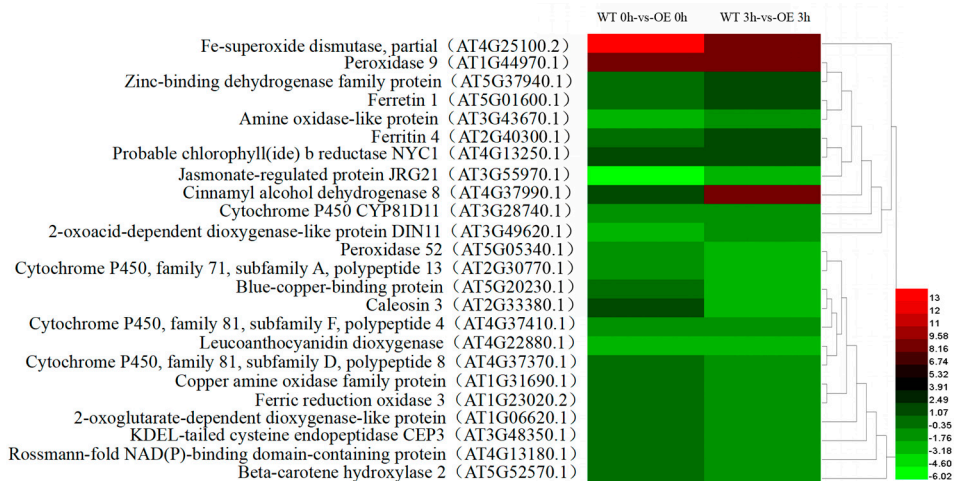 WT 0h-vs-OE 0h WT 3h-vs-OE 3h
Fe-superoxide dismutase, partial（AT4G25100.2）
Peroxidase 9（AT1G44970.1）
Zinc-binding dehydrogenase family protein（AT5G37940.1）
Ferretin 1（AT5G01600.1）
Amine oxidase-like protein（AT3G43670.1）
Ferritin 4（AT2G40300.1）
Probable chlorophyll(ide) b reductase NYC1（AT4G13250.1）
Jasmonate-regulated protein JRG21（AT3G55970.1）
Cinnamyl alcohol dehydrogenase 8（AT4G37990.1）
Cytochrome P450 CYP81D11（AT3G28740.1）
2-oxoacid-dependent dioxygenase-like protein DIN11（AT3G49620.1）
Peroxidase 52（AT5G05340.1）
Cytochrome P450, family 71, subfamily A, polypeptide 13（AT2G30770.1）
Blue-copper-binding protein（AT5G20230.1）
Caleosin 3（AT2G33380.1）
Cytochrome P450, family 81, subfamily F, polypeptide 4（AT4G37410.1）
Leucoanthocyanidin dioxygenase（AT4G22880.1）
Cytochrome P450, family 81, subfamily D, polypeptide 8（AT4G37370.1）
Copper amine oxidase family protein（AT1G31690.1）
Ferric reduction oxidase 3（AT1G23020.2）
2-oxoglutarate-dependent dioxygenase-like protein（AT1G06620.1）
KDEL-tailed cysteine endopeptidase CEP3（AT3G48350.1）
Rossmann-fold NAD(P)-binding domain-containing protein（AT4G13180.1）
Beta-carotene hydroxylase 2（AT5G52570.1）
13
12
11
9.58
8.16
6.74
5.32
3.91
2.49
1.07
-0.35
-1.76
-3.18
-4.60
-6.02